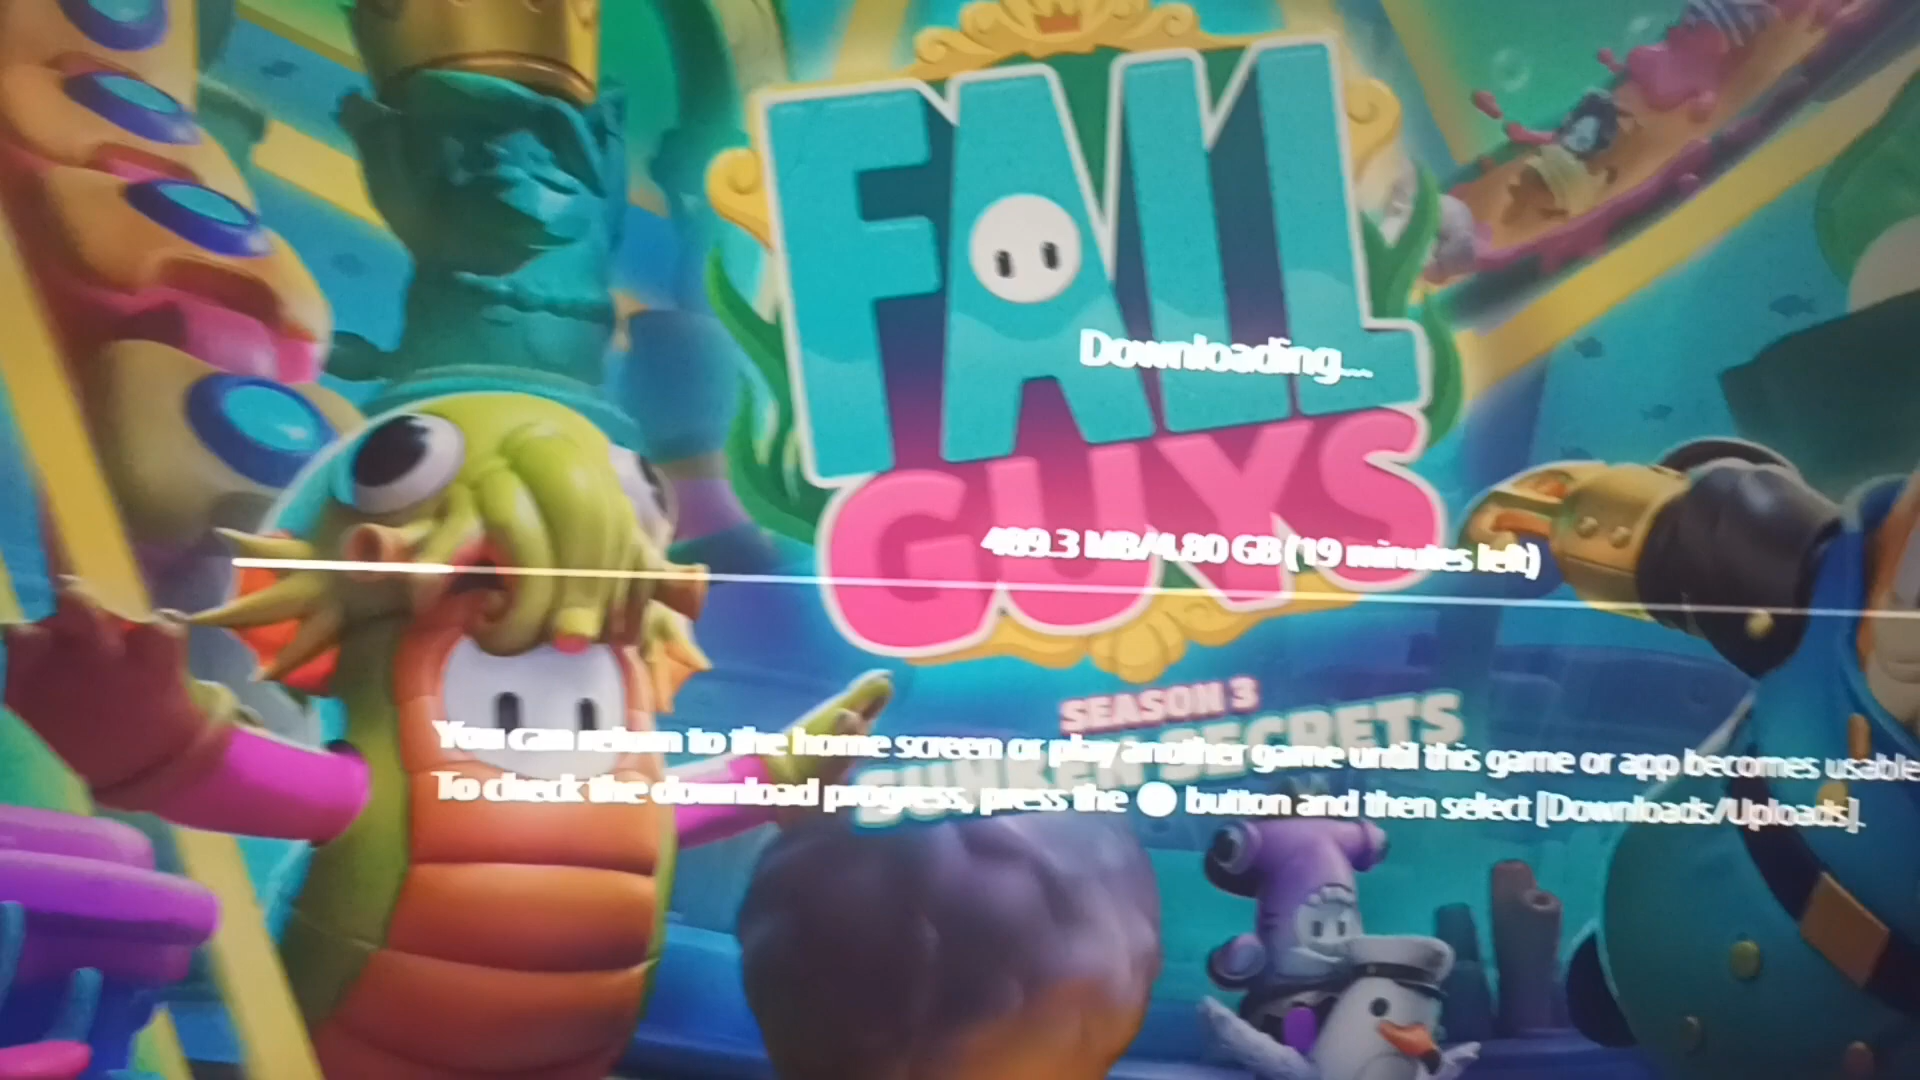 FALL
Downloading...
GUYS
489.3 MB/4.80 GB (19 minutes left)
SEASON 3
SUNKEN SECRETS
You can return to the home screen or play another game until this game or app becomes usable
To check the download progress, press the button and then select [Downloads/Uploads].